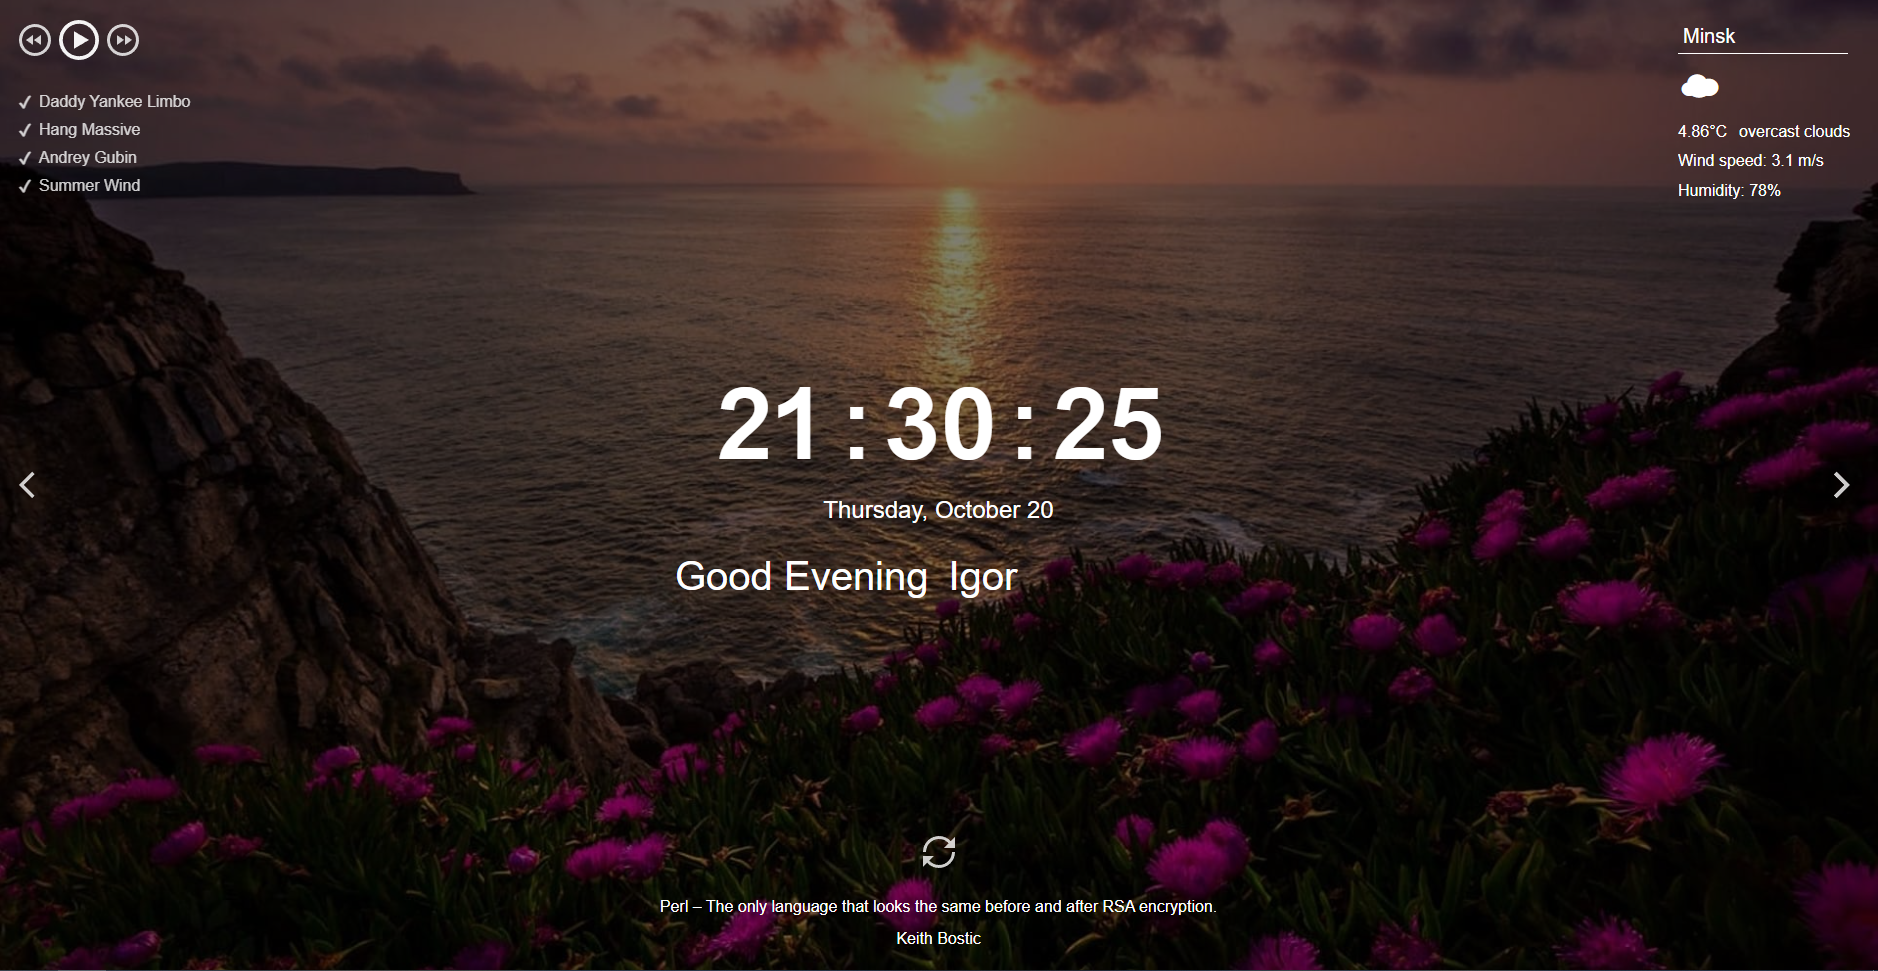 Daddy Yankee Limbo
Hang Massive
Andrey Gubin
Summer Wind
Minsk
4.86°C overcast clouds
Wind speed: 3.1 m/s
Humidity: 78%
21:30:25
Thursday, October 20
Good Evening Igor
Perl – The only language that looks the same before and after RSA encryption.
Keith Bostic